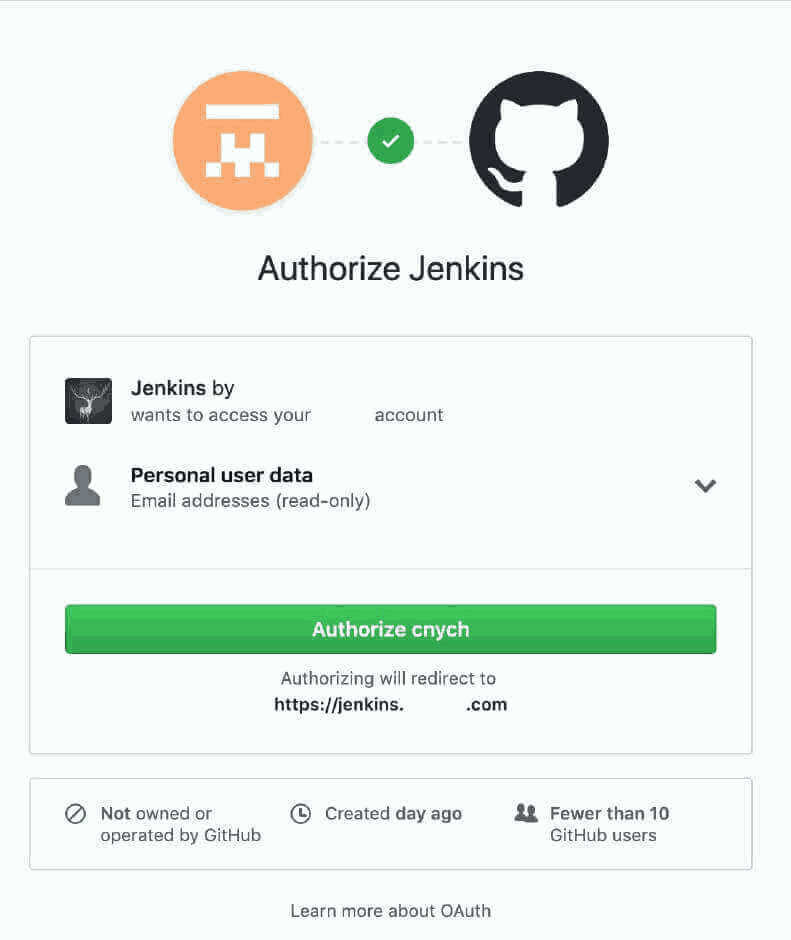 Authorize Jenkins
Jenkins by
wants to access your account
Personal user data
Email addresses (read-only)
Authorize cnych
Authorizing will redirect to
https://jenkins. .com
Not owned or
operated by GitHub
Created day ago
Fewer than 10
GitHub users
Learn more about OAuth